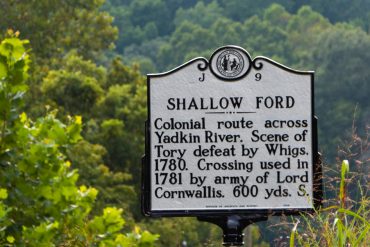 J 9
SHALLOW FORD
Colonial route across
Yadkin River. Scene of
Tory defeat by Whigs,
1780. Crossing used in
1781 by army of Lord
Cornwallis. 600 yds. S.